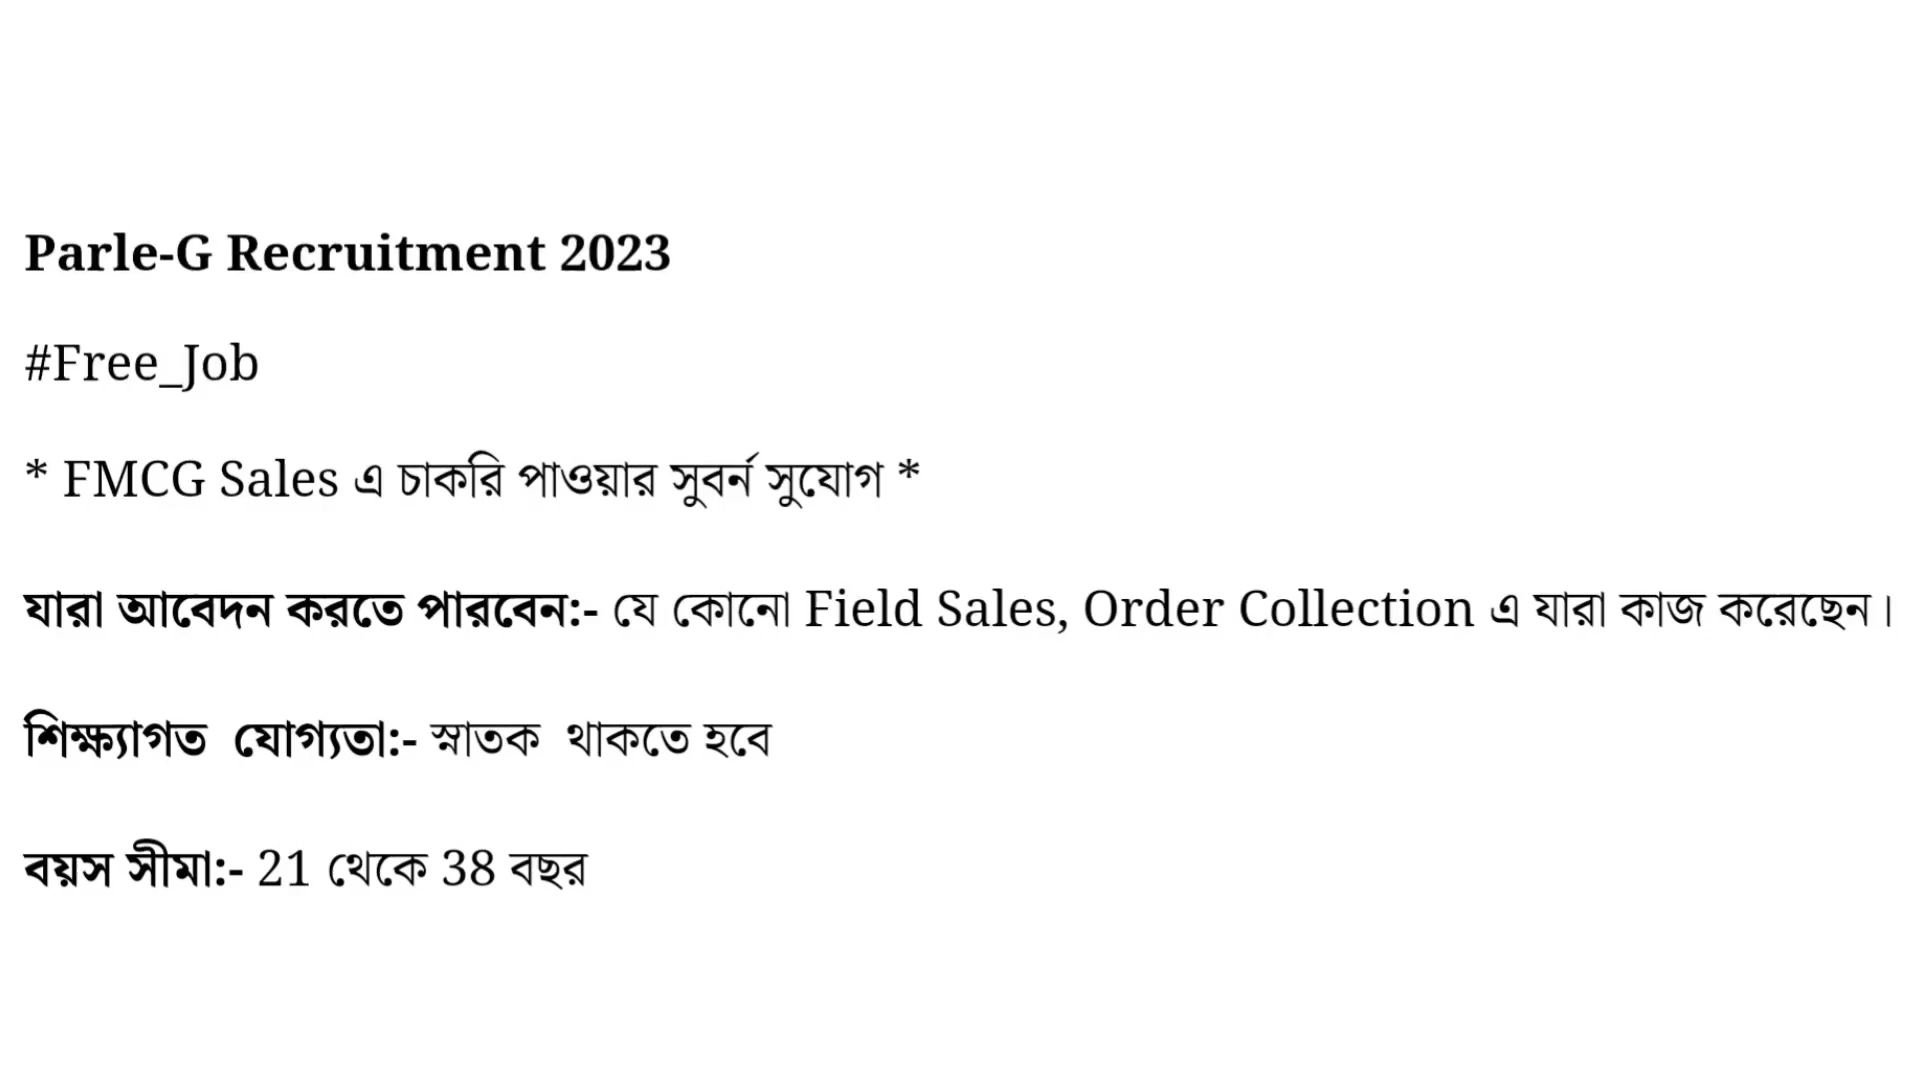 Parle-G Recruitment 2023
#Free_Job
* FMCG Sales এ চাকরি পাওয়ার সুবর্ন সুযোগ *
যারা আবেদন করতে পারবেন:- যে কোনো Field Sales, Order Collection এ যারা কাজ করেছেন।
শিক্ষ্যাগত যোগ্যতা:- স্নাতক থাকতে হবে
বয়স সীমা:- 21 থেকে 38 বছর